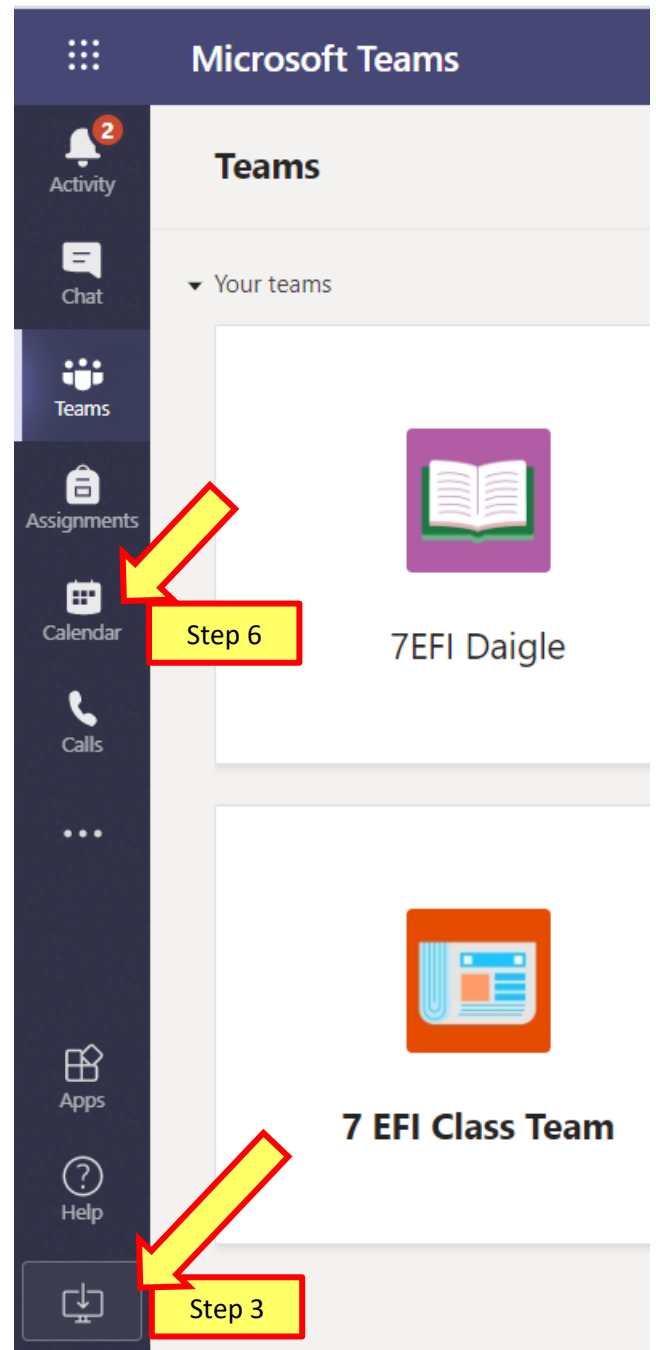 Microsoft Teams
2
Activity
Teams
Chat
Your teams
Teams
Assignments
Calendar
Step 6
7EFI Daigle
Calls
Apps
7 EFI Class Team
Help
Step 3